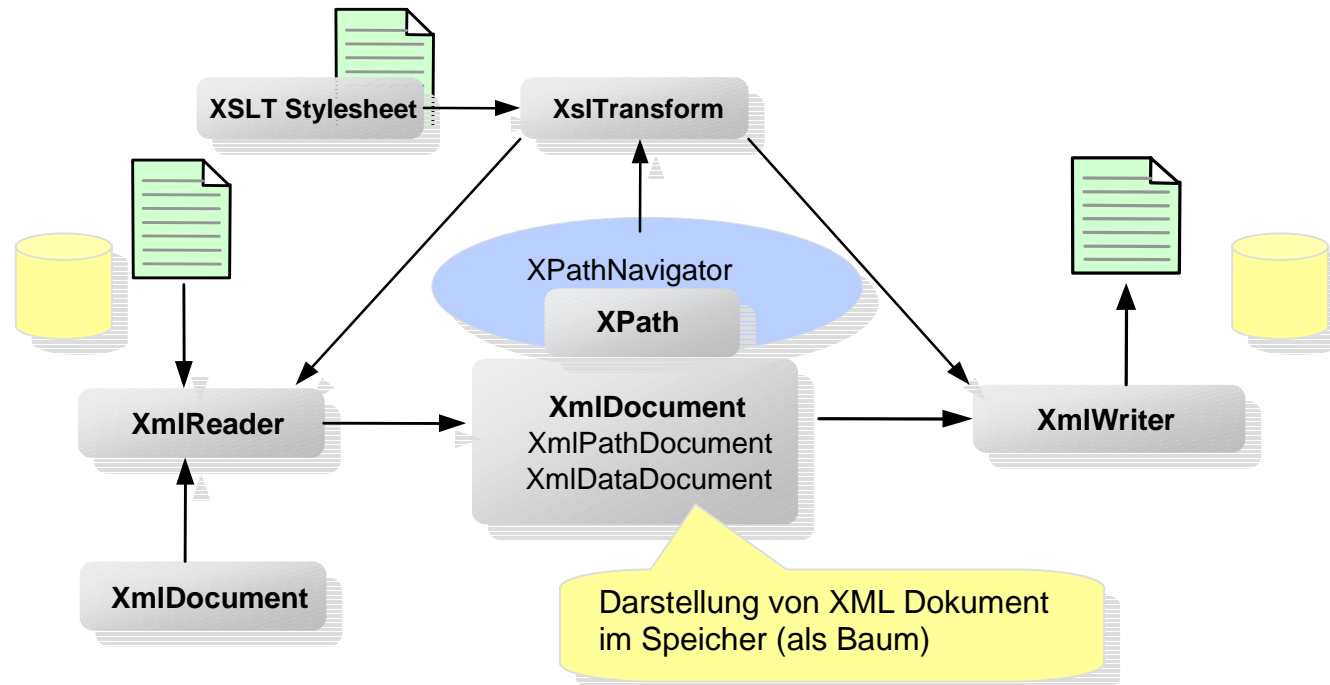 XSLT Stylesheet
XslTransform
XPathNavigator
XPath
XmlReader
XmlDocument
XmlPathDocument
XmlDataDocument
XmlWriter
XmlDocument
Darstellung von XML Dokument
im Speicher (als Baum)